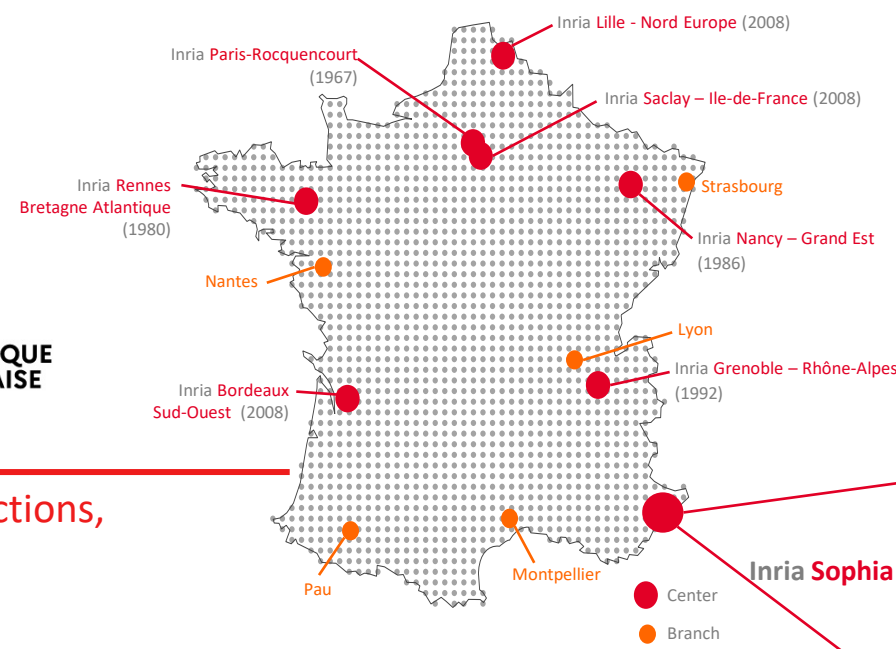 Inria Lille - Nord Europe (2008)
Inria Paris-Rocquencourt
(1967)
Inria Saclay – Ile-de-France (2008)
Inria Rennes
Bretagne Atlantique
(1980)
Strasbourg
Inria Nancy – Grand Est
(1986)
Nantes
Lyon
QUE
AISE
Inria Grenoble – Rhône-Alpes
(1992)
Inria Bordeaux
Sud-Ouest (2008)
ctions,
Montpellier
Pau
Inria Sophia
Center
Branch